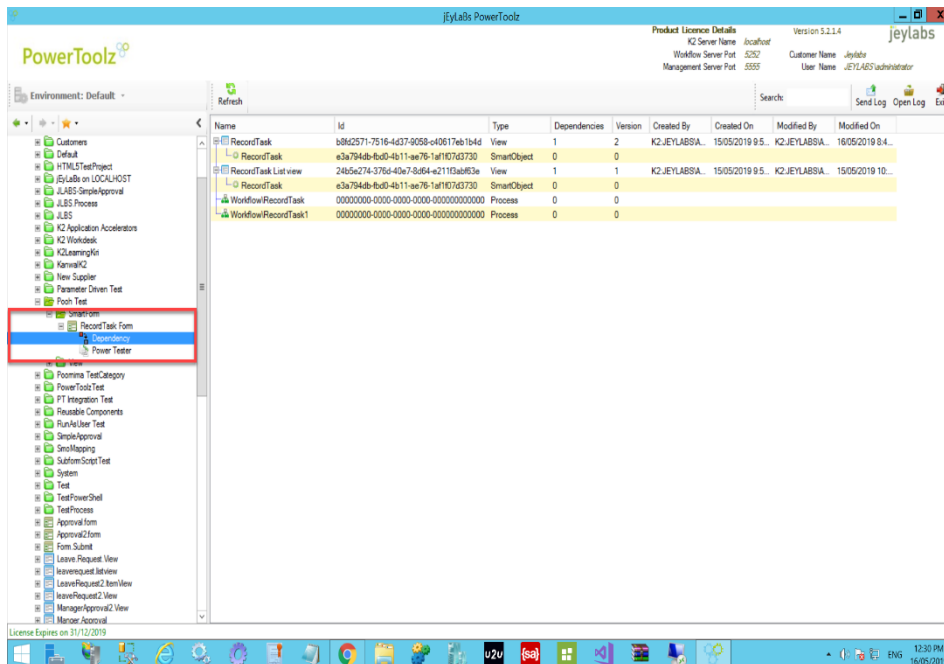 jEyLaBs PowerToolz
PowerToolz
Product Licence Details
K2 Server Name localhost
Workflow Server Port 5252
Management Server Port 5555
Version 5.2.1.4
Customer Name Jeylabs
User Name JEYLABS\administrator
jeylabs
Environment: Default
Refresh
Search:
Send Log Open Log Exi
Name Id Type Dependencies Version Created By Created On Modified By Modified On
RecordTask b8fd2571-7516-4d37-9058-c40617eb1b4d View 1 2 K2:JEYLABS\A... 15/05/2019 9:5... K2:JEYLABS\A... 16/05/2019 8:4...
RecordTask e3a794db-fbd0-4b11-ae76-1af1f07d3730 SmartObject 0 0
RecordTask List view 24b5e274-376d-40e7-8d64-e211f3abf63e View 1 1 K2:JEYLABS\A... 15/05/2019 9:5... K2:JEYLABS\A... 15/05/2019 10:...
RecordTask e3a794db-fbd0-4b11-ae76-1af1f07d3730 SmartObject 0 0
Workflow\RecordTask 00000000-0000-0000-0000-000000000000 Process 0 0
Workflow\RecordTask1 00000000-0000-0000-0000-000000000000 Process 0 0
Customers
Default
HTML5TestProject
jEyLaBs on LOCALHOST
JLABS-SimpleApproval
JLBS Process
JLBS
K2 Application Accelerators
K2 Workdesk
K2LearningKiri
KanwalK2
New Supplier
Parameter Driven Test
Pooh Test
SmartForm
RecordTask Form
Dependency
Power Tester
View
Poornima TestCategory
PowerToolzTest
PT Integration Test
Reusable Components
RunAsUser Test
SimpleApproval
SmoMapping
SubformScriptTest
System
Test
TestPowerShell
TestProcess
Approval.form
Approval2.form
Form.Submit
Leave.Request.View
leaverequest.listview
LeaveRequest2.ItemView
leaveRequest2.View
ManagerApproval2.View
Manger Approval
License Expires on 31/12/2019
u2u
{sa}
ENG
12:30 PM
16/05/201